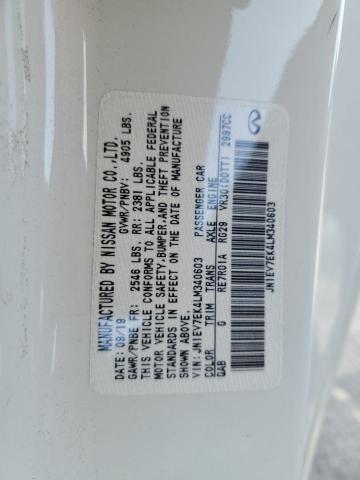 MANUFACTURED BY NISSAN MOTOR CO.,LTD.
DATE: 09/19 GVWR/PNBV: 4905 LBS.
GAWR/PNBE FR: 2546 LBS. RR: 2381 LBS.
THIS VEHICLE CONFORMS TO ALL APPLICABLE FEDERAL
MOTOR VEHICLE SAFETY,BUMPER,AND THEFT PREVENTION
STANDARDS IN EFFECT ON THE DATE OF MANUFACTURE
SHOWN ABOVE.
VIN: JN1EV7EK4LM340603 PASSENGER CAR
COLOR TRIM TRANS AXLE ENGINE
QAB G RE7R01A RG29 VR30(DDTT) 2997CC
JN1EV7EK4LM340603